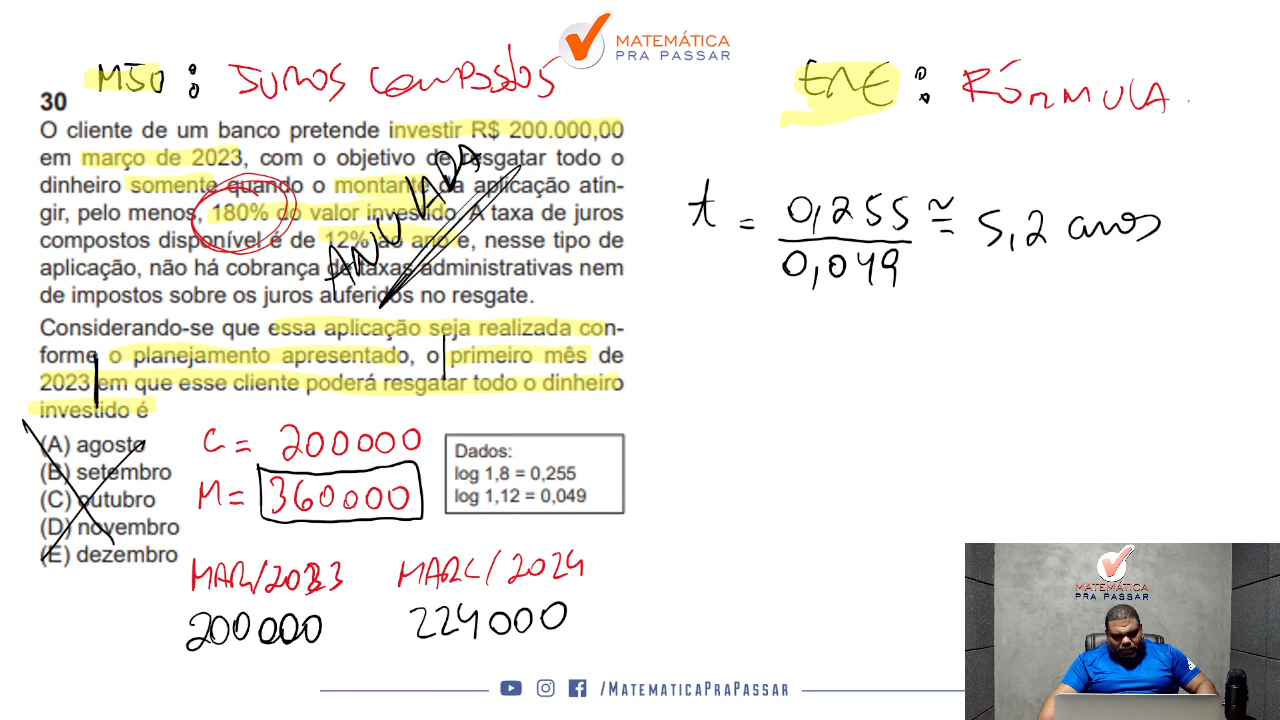 MATEMÁTICA
PRA PASSAR
MJO : JUROS COMPOSTOS
ENE : FÓRMULA.
30
O cliente de um banco pretende investir R$ 200.000,00
em março de 2023, com o objetivo de resgatar todo o
dinheiro somente quando o montante da aplicação atin-
gir, pelo menos, 180% do valor investido. A taxa de juros
compostos disponível é de 12% ao ano e, nesse tipo de
aplicação, não há cobrança de taxas administrativas nem
de impostos sobre os juros auferidos no resgate.
ANULADA
Considerando-se que essa aplicação seja realizada con-
forme o planejamento apresentado, o primeiro mês de
2023 em que esse cliente poderá resgatar todo o dinheiro
investido é
(A) agosto
(B) setembro
(C) outubro
(D) novembro
(E) dezembro
C = 200000
M = 360000
Dados:
log 1,8 = 0,255
log 1,12 = 0,049
MAR/2023 MARC/2024
200000 224000
t = 0,255 ≅ 5,2 anos
0,049
MATEMÁTICA
PRA PASSAR
/MATEMATICAPRAPASSAR